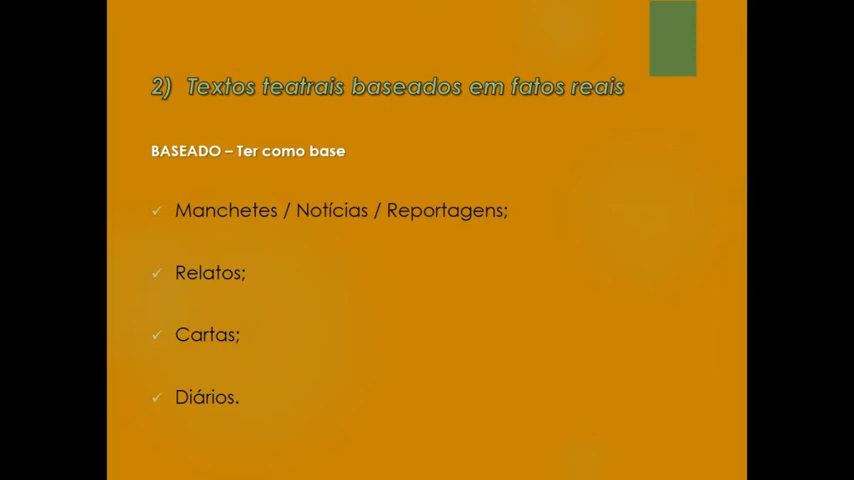 2) Textos teatrais baseados em fatos reais
BASEADO – Ter como base
✓ Manchetes / Notícias / Reportagens;
✓ Relatos;
✓ Cartas;
✓ Diários.